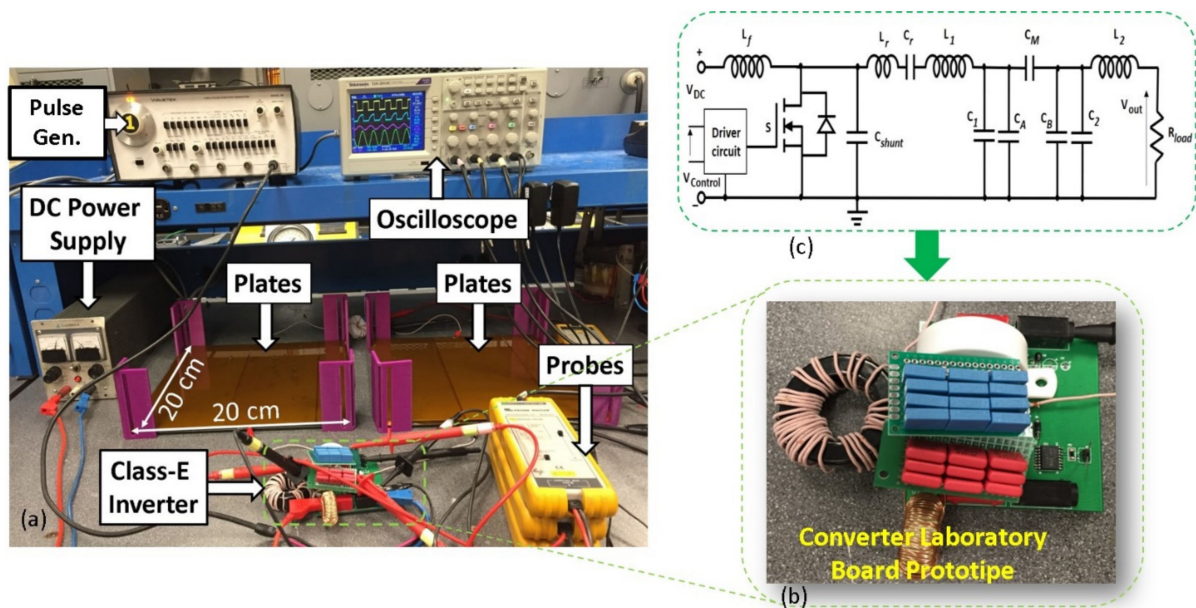 Pulse
Gen.
1
DC Power
Supply
Oscilloscope
Plates
Plates
Probes
20 cm
20 cm
Class-E
Inverter
(a)
L_f
L_r
C_r
L_1
C_M
L_2
+
V_DC
Driver
circuit
S
C_shunt
C_1
C_A
C_B
C_2
V_out
R_load
V_Control
-
(c)
Converter Laboratory
Board Prototipe
(b)